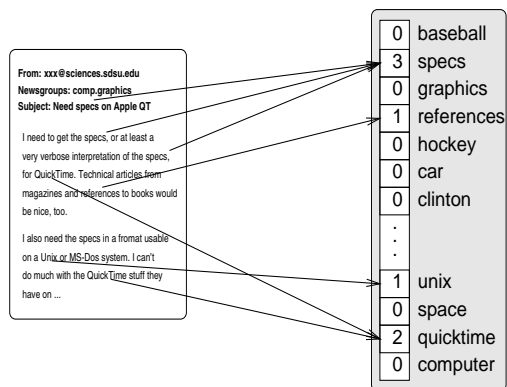 From: xxx@sciences.sdsu.edu
Newsgroups: comp.graphics
Subject: Need specs on Apple QT
I need to get the specs, or at least a
very verbose interpretation of the specs,
for QuickTime. Technical articles from
magazines and references to books would
be nice, too.
I also need the specs in a fromat usable
on a Unix or MS-Dos system. I can't
do much with the QuickTime stuff they
have on ...
0 baseball
3 specs
0 graphics
1 references
0 hockey
0 car
0 clinton
.
.
.
1 unix
0 space
2 quicktime
0 computer